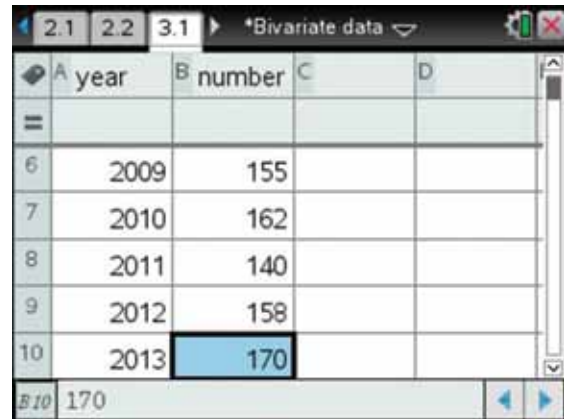 2.1 2.2 3.1 *Bivariate data
A year B number C D
=
6 2009 155
7 2010 162
8 2011 140
9 2012 158
10 2013 170
B10 170